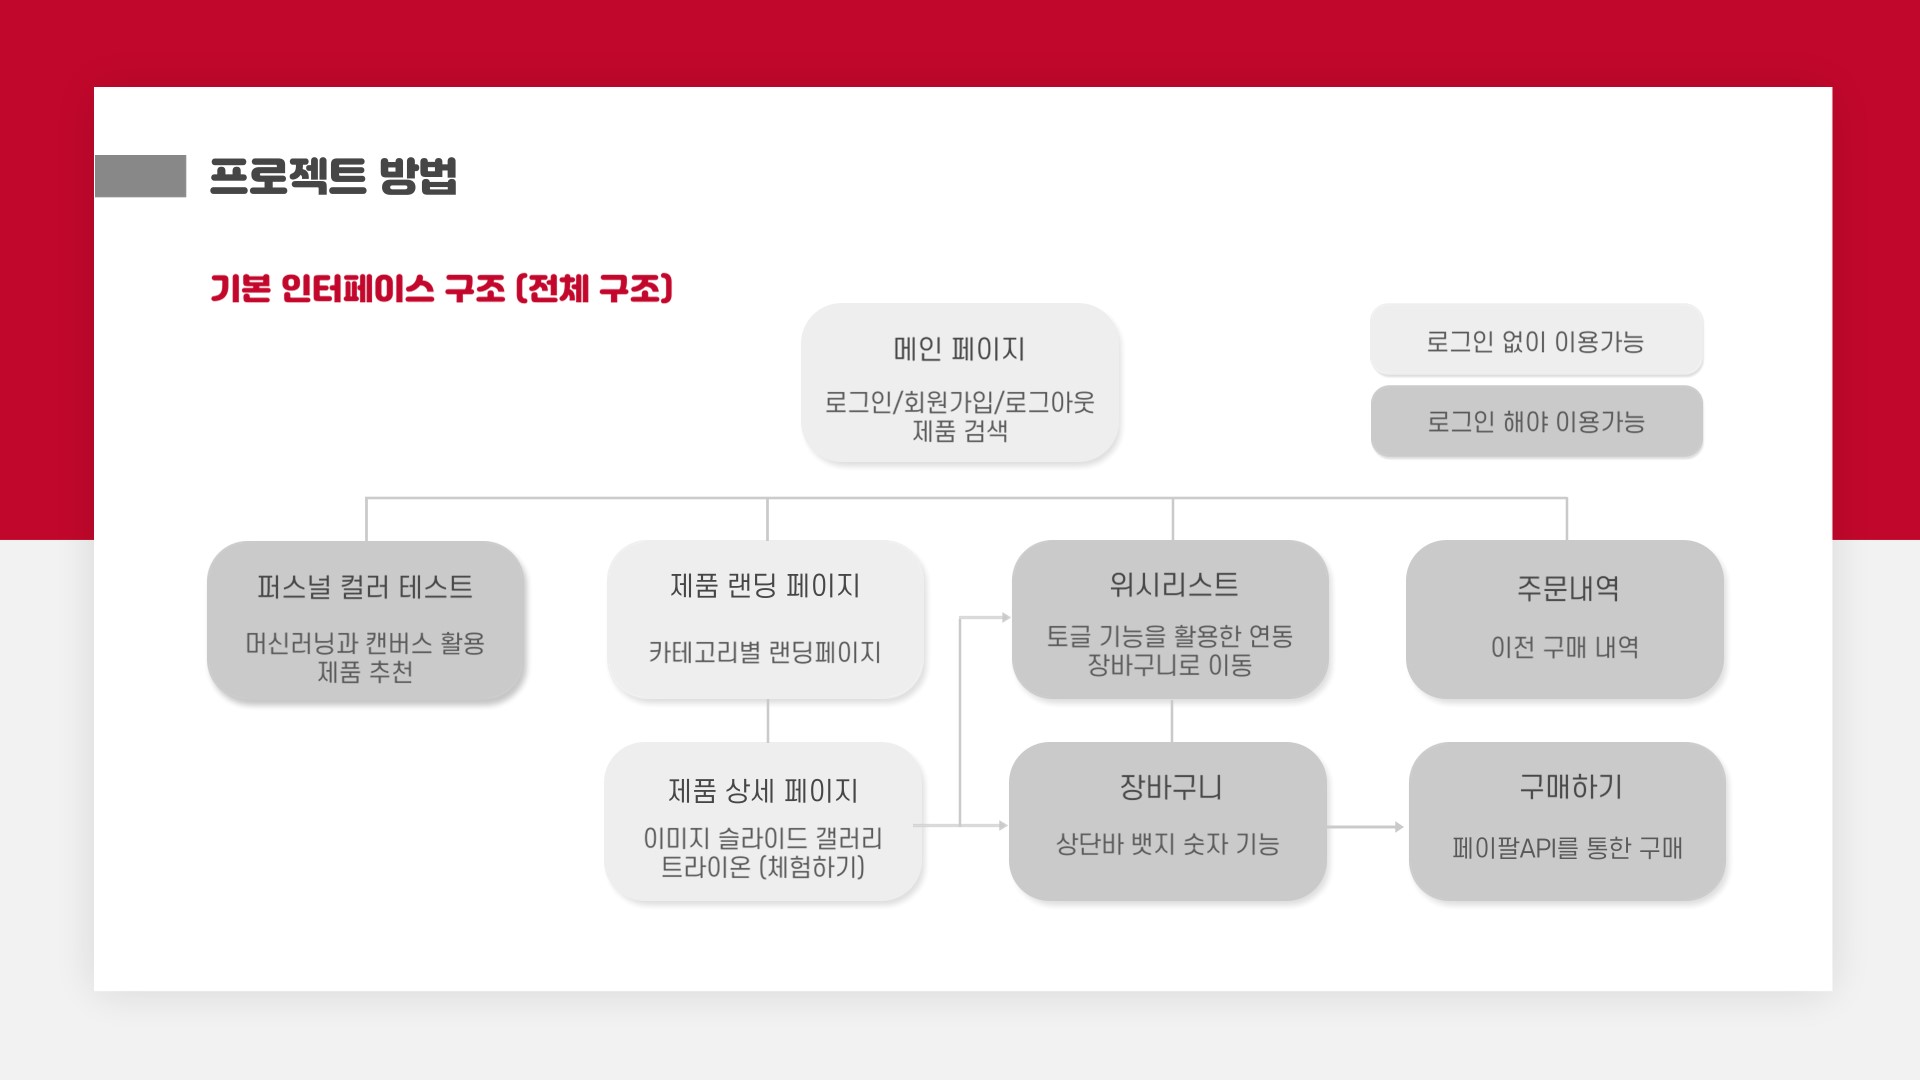 프로젝트 방법
기본 인터페이스 구조 (전체 구조)
메인 페이지
로그인/회원가입/로그아웃
제품 검색
로그인 없이 이용가능
로그인 해야 이용가능
퍼스널 컬러 테스트
머신러닝과 캔버스 활용
제품 추천
제품 랜딩 페이지
카테고리별 랜딩페이지
위시리스트
토글 기능을 활용한 연동
장바구니로 이동
주문내역
이전 구매 내역
제품 상세 페이지
이미지 슬라이드 갤러리
트라이온 (체험하기)
장바구니
상단바 뱃지 숫자 기능
구매하기
페이팔API를 통한 구매